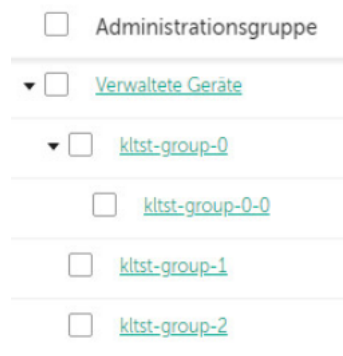 Administrationsgruppe
Verwaltete Geräte
kltst-group-0
kltst-group-0-0
kltst-group-1
kltst-group-2